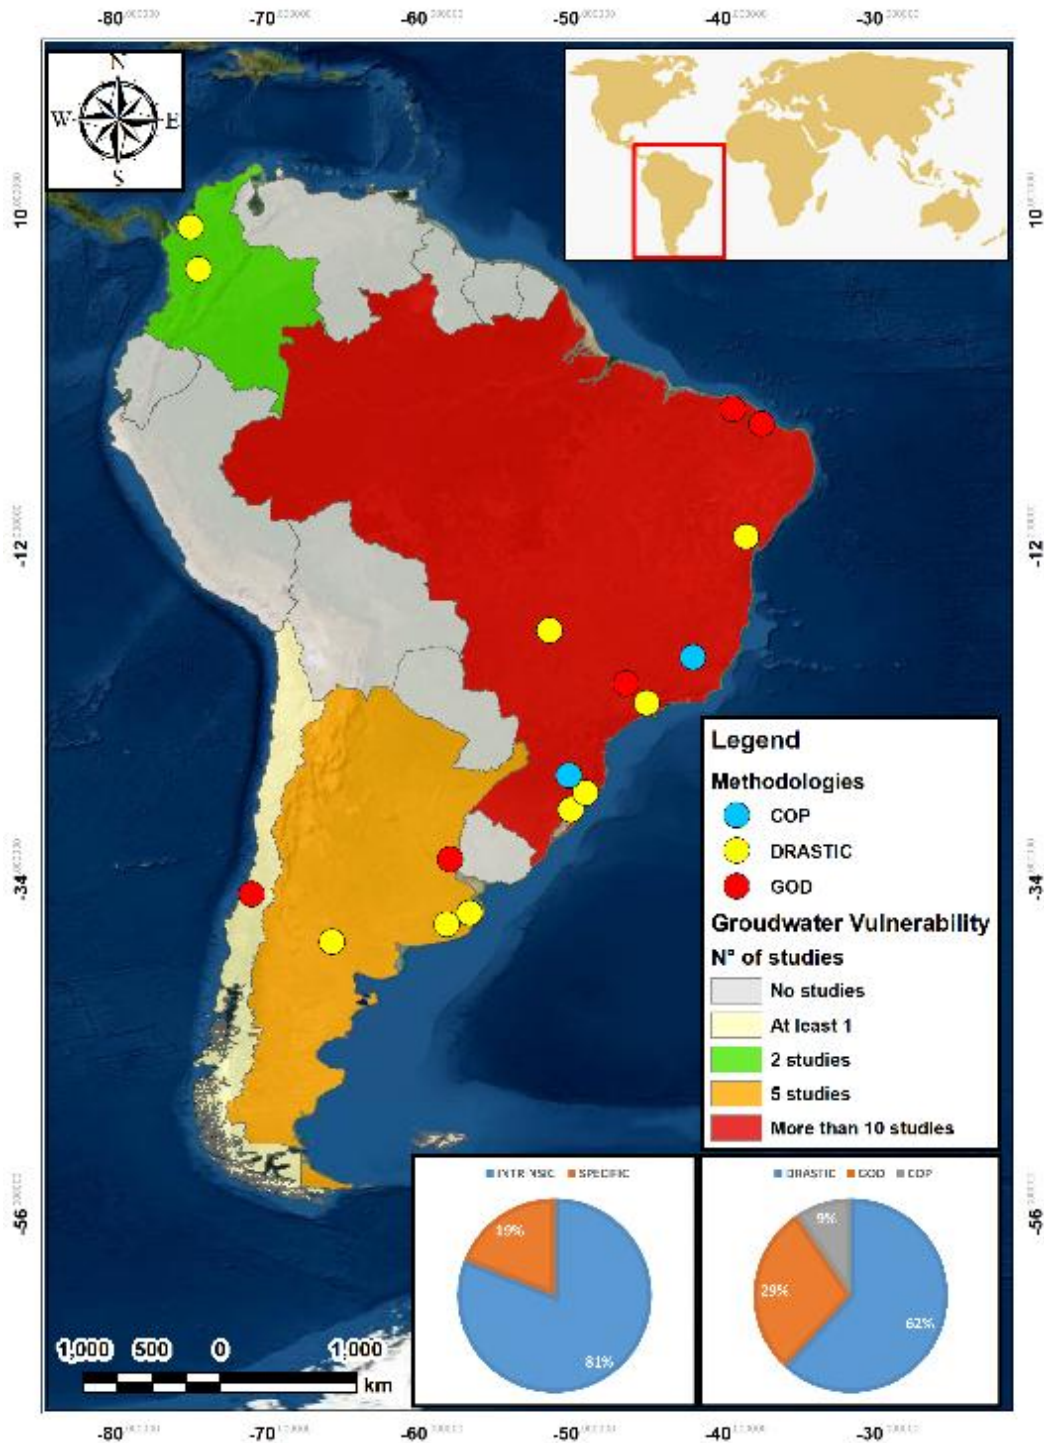 -80 -70 -60 -50 -40 -30
N
W E
S
10 10
-12 -12
-34 -34
-56 -56
Legend
Methodologies
COP
DRASTIC
GOD
Groudwater Vulnerability
N° of studies
No studies
At least 1
2 studies
5 studies
More than 10 studies
INTRINSIC SPECIFIC
19%
81%
DRASTIC GOD COP
9%
29%
62%
1,000 500 0 1,000
km
-80 -70 -60 -50 -40 -30